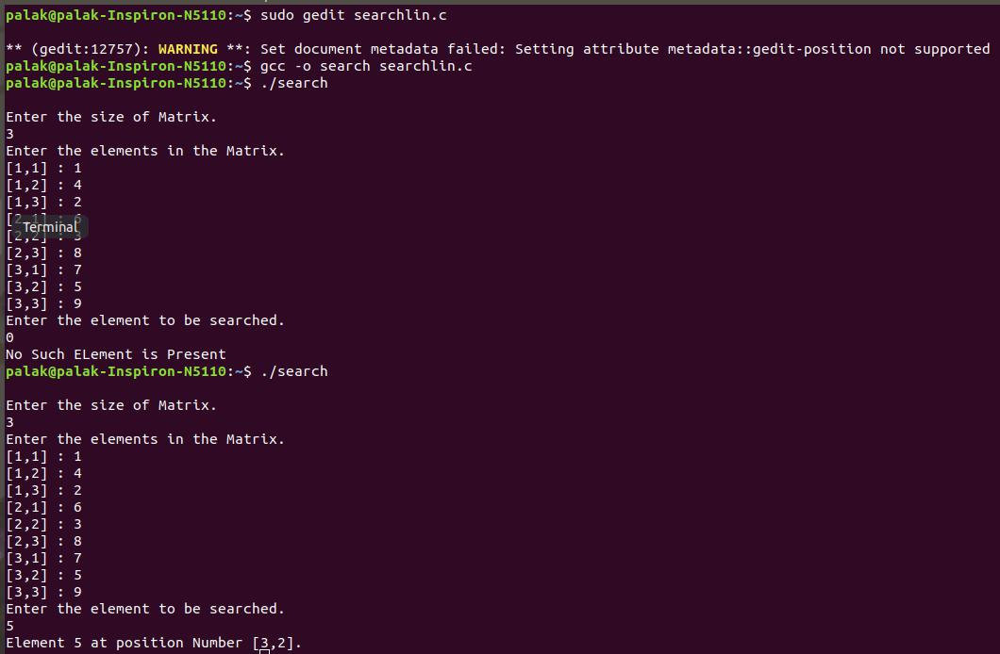 palak@palak-Inspiron-N5110:~$ sudo gedit searchlin.c
** (gedit:12757): WARNING **: Set document metadata failed: Setting attribute metadata::gedit-position not supported
palak@palak-Inspiron-N5110:~$ gcc -o search searchlin.c
palak@palak-Inspiron-N5110:~$ ./search
Enter the size of Matrix.
3
Enter the elements in the Matrix.
[1,1] : 1
[1,2] : 4
[1,3] : 2
[2,1] : 6
Terminal
[2,2] : 3
[2,3] : 8
[3,1] : 7
[3,2] : 5
[3,3] : 9
Enter the element to be searched.
0
No Such ELement is Present
palak@palak-Inspiron-N5110:~$ ./search
Enter the size of Matrix.
3
Enter the elements in the Matrix.
[1,1] : 1
[1,2] : 4
[1,3] : 2
[2,1] : 6
[2,2] : 3
[2,3] : 8
[3,1] : 7
[3,2] : 5
[3,3] : 9
Enter the element to be searched.
5
Element 5 at position Number [3,2].